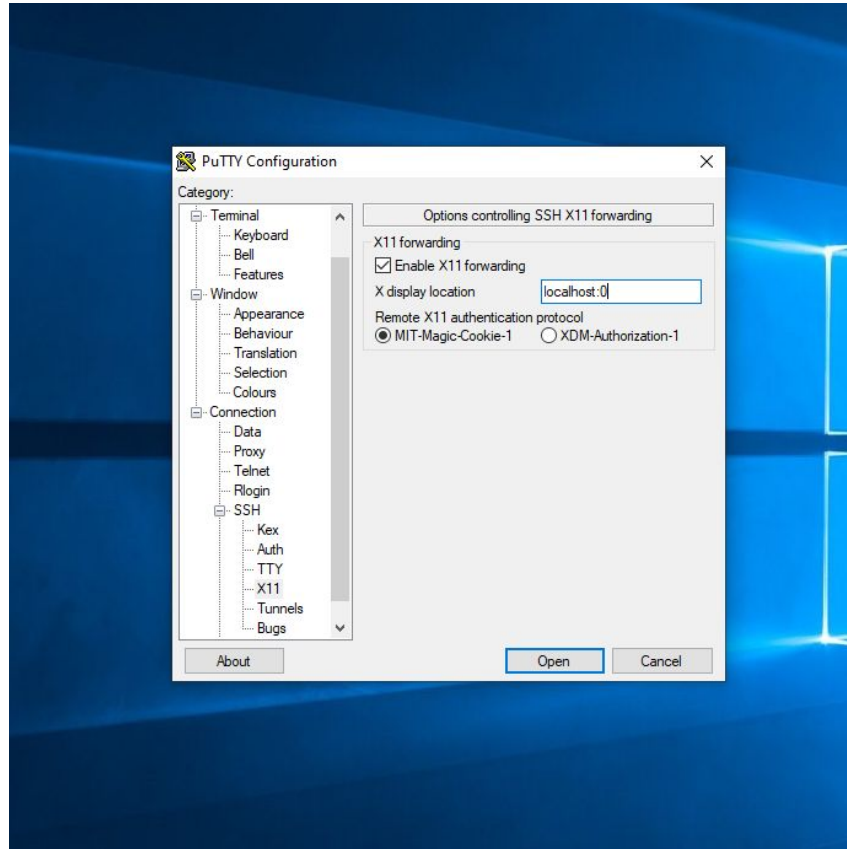 PuTTY Configuration
Category:
Terminal
Keyboard
Bell
Features
Window
Appearance
Behaviour
Translation
Selection
Colours
Connection
Data
Proxy
Telnet
Rlogin
SSH
Kex
Auth
TTY
X11
Tunnels
Bugs
Options controlling SSH X11 forwarding
X11 forwarding
Enable X11 forwarding
X display location localhost:0
Remote X11 authentication protocol
MIT-Magic-Cookie-1 XDM-Authorization-1
About Open Cancel